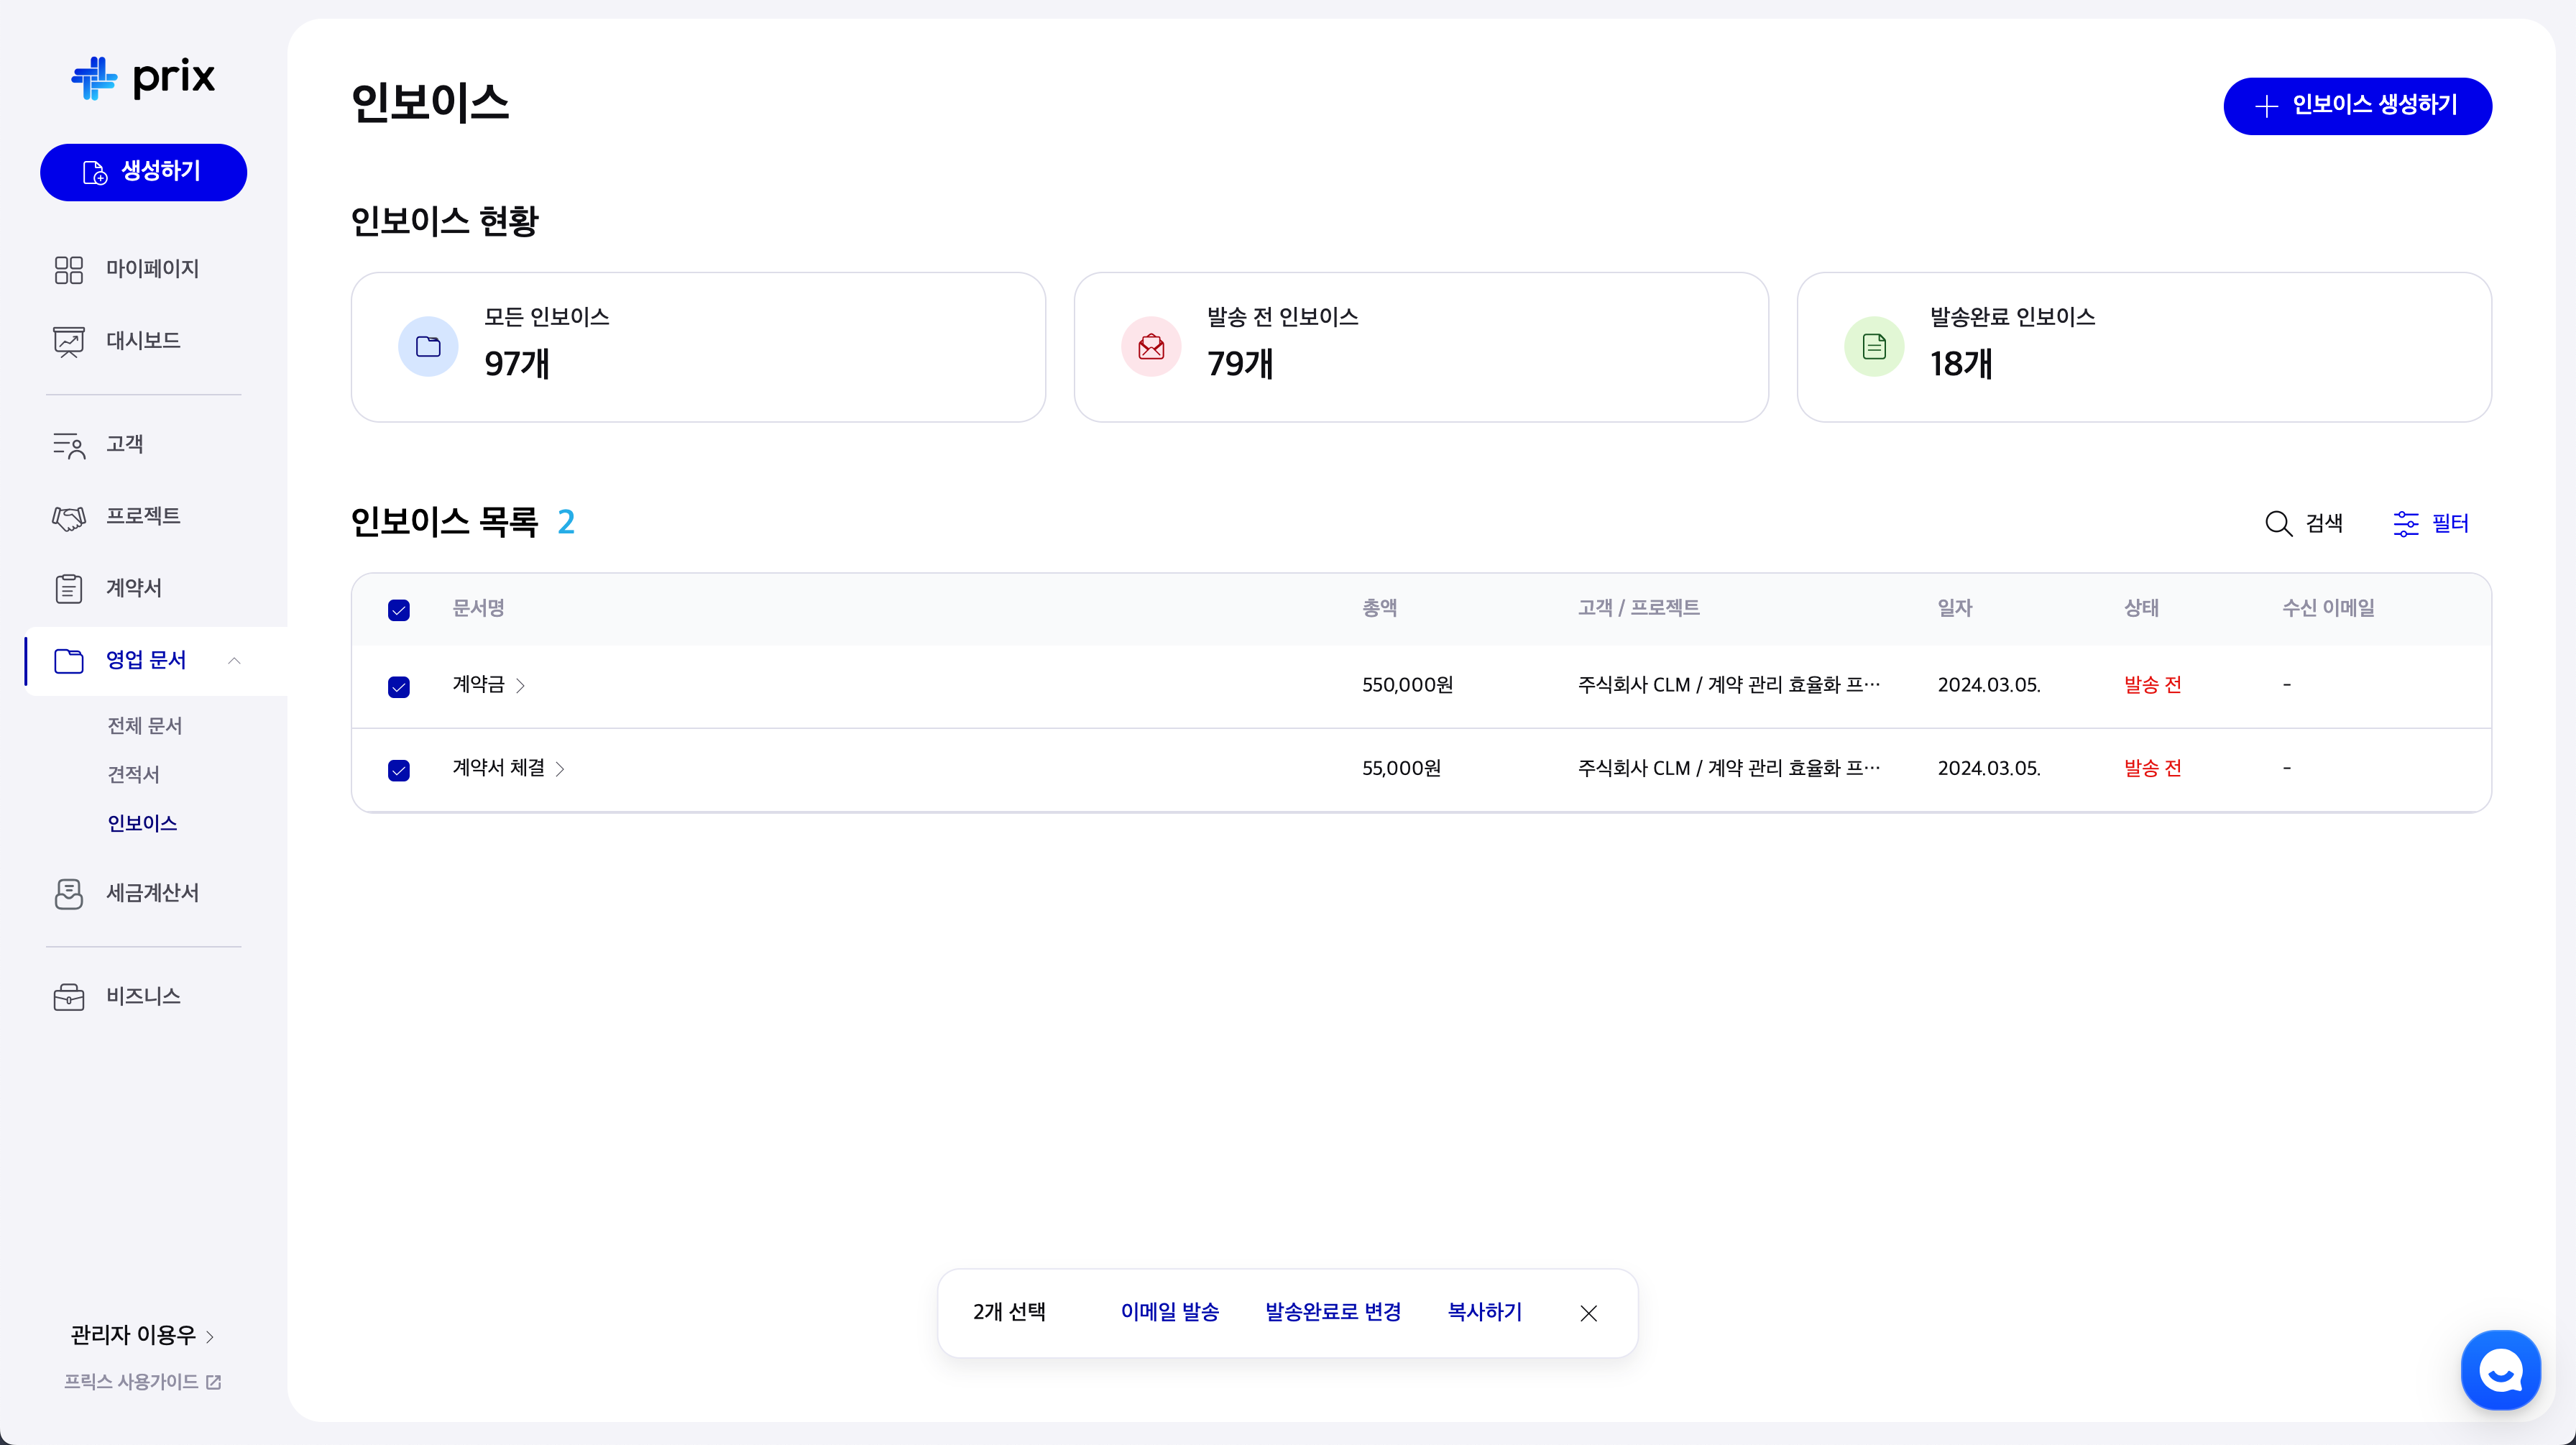 prix
생성하기
마이페이지
대시보드
고객
프로젝트
계약서
영업 문서
전체 문서
견적서
인보이스
세금계산서
비즈니스
관리자 이용우
프릭스 사용가이드
인보이스
인보이스 생성하기
인보이스 현황
모든 인보이스
97개
발송 전 인보이스
79개
발송완료 인보이스
18개
인보이스 목록 2
검색 필터
문서명 총액 고객 / 프로젝트 일자 상태 수신 이메일
계약금 550,000원 주식회사 CLM / 계약 관리 효율화 프⋯ 2024.03.05. 발송 전 -
계약서 체결 55,000원 주식회사 CLM / 계약 관리 효율화 프⋯ 2024.03.05. 발송 전 -
2개 선택 이메일 발송 발송완료로 변경 복사하기